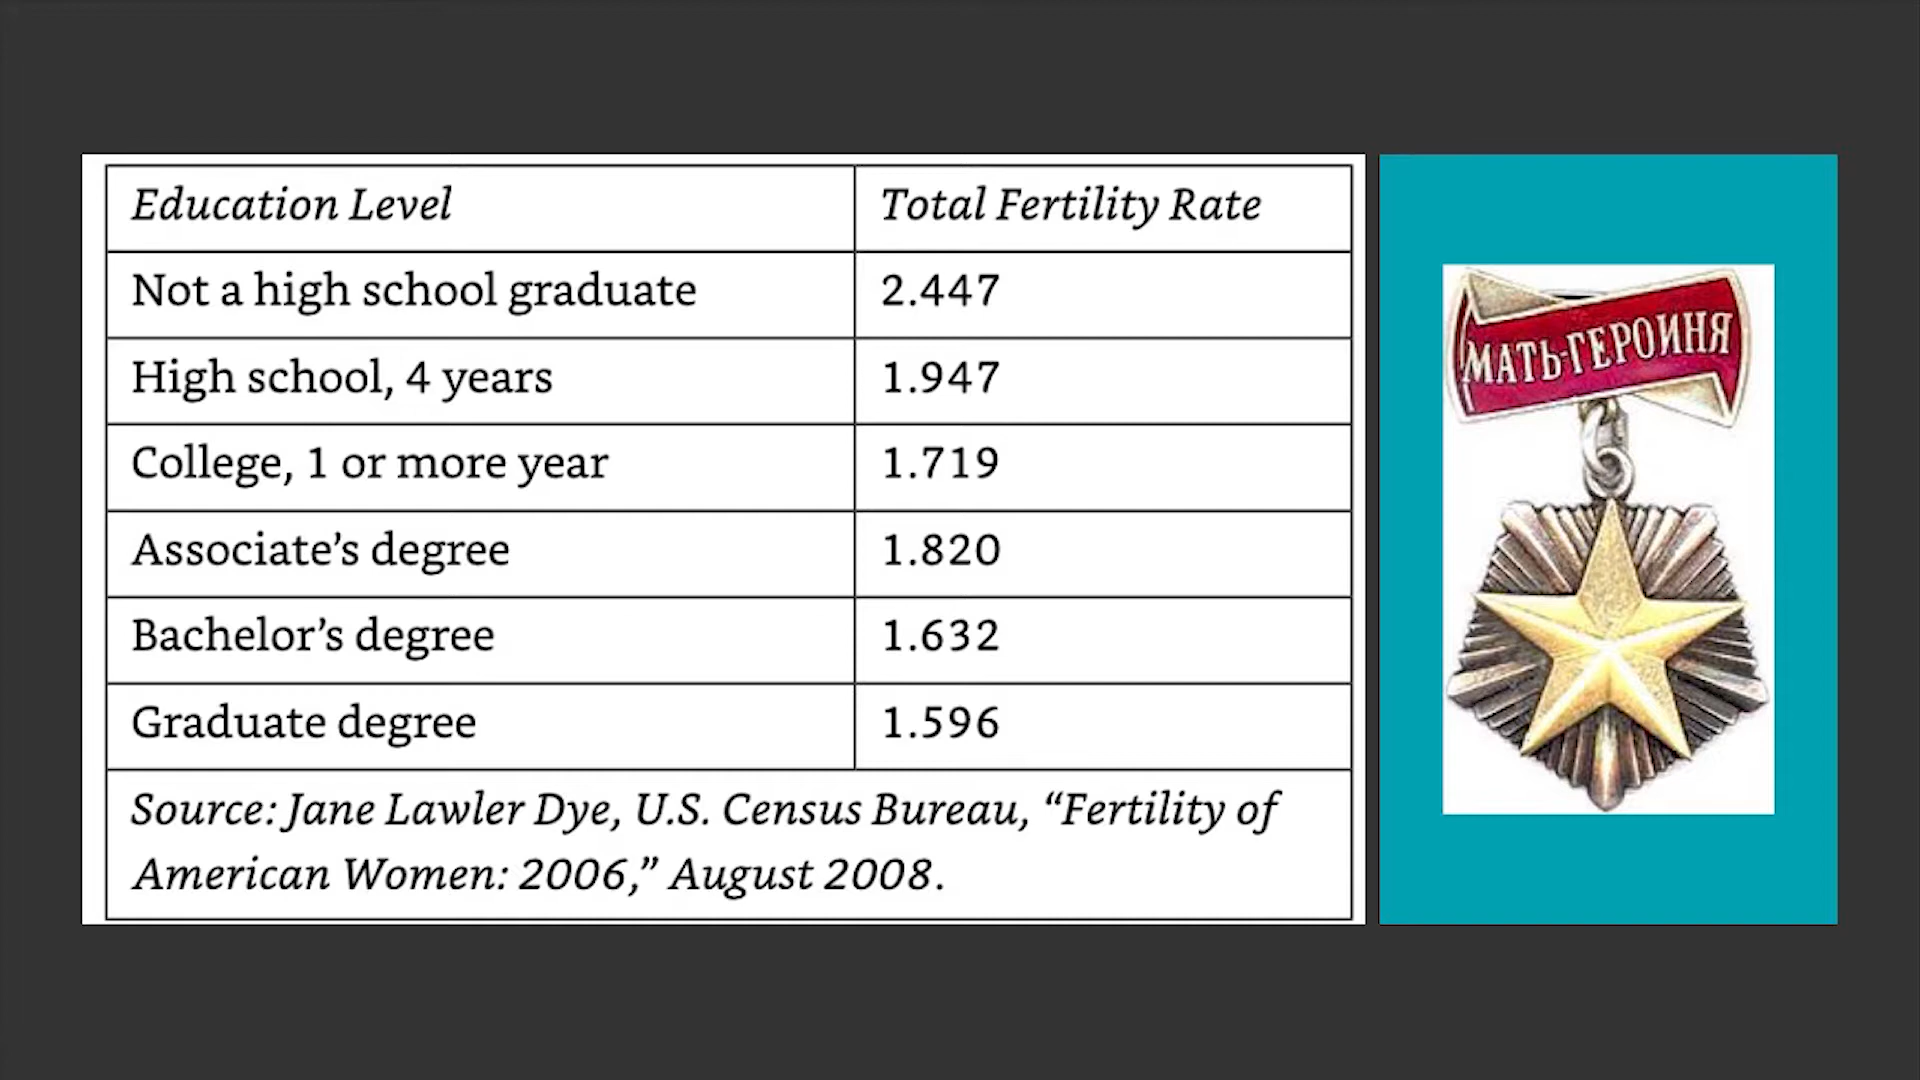 Education Level Total Fertility Rate
Not a high school graduate 2.447
High school, 4 years 1.947
College, 1 or more year 1.719
Associate’s degree 1.820
Bachelor’s degree 1.632
Graduate degree 1.596
Source: Jane Lawler Dye, U.S. Census Bureau, “Fertility of
American Women: 2006,” August 2008.
МАТЬ-ГЕРОИНЯ